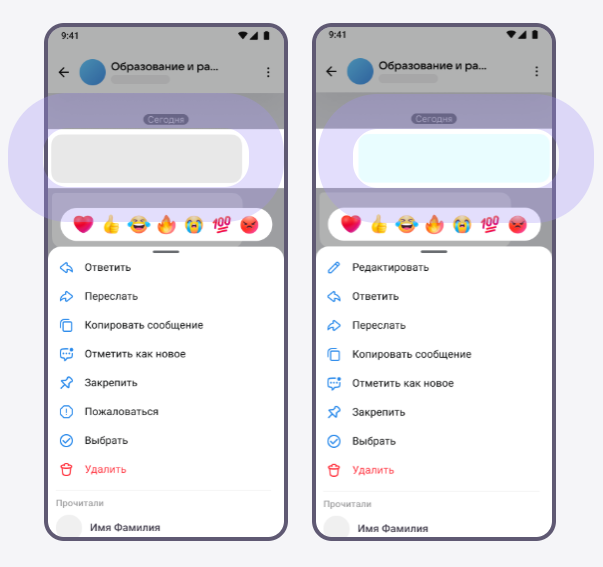 9:41
Образование и ра...
Сегодня
Ответить
Переслать
Копировать сообщение
Отметить как новое
Закрепить
Пожаловаться
Выбрать
Удалить
Прочитали
Имя Фамилия
9:41
Образование и ра...
Сегодня
Редактировать
Ответить
Переслать
Копировать сообщение
Отметить как новое
Закрепить
Выбрать
Удалить
Прочитали
Имя Фамилия